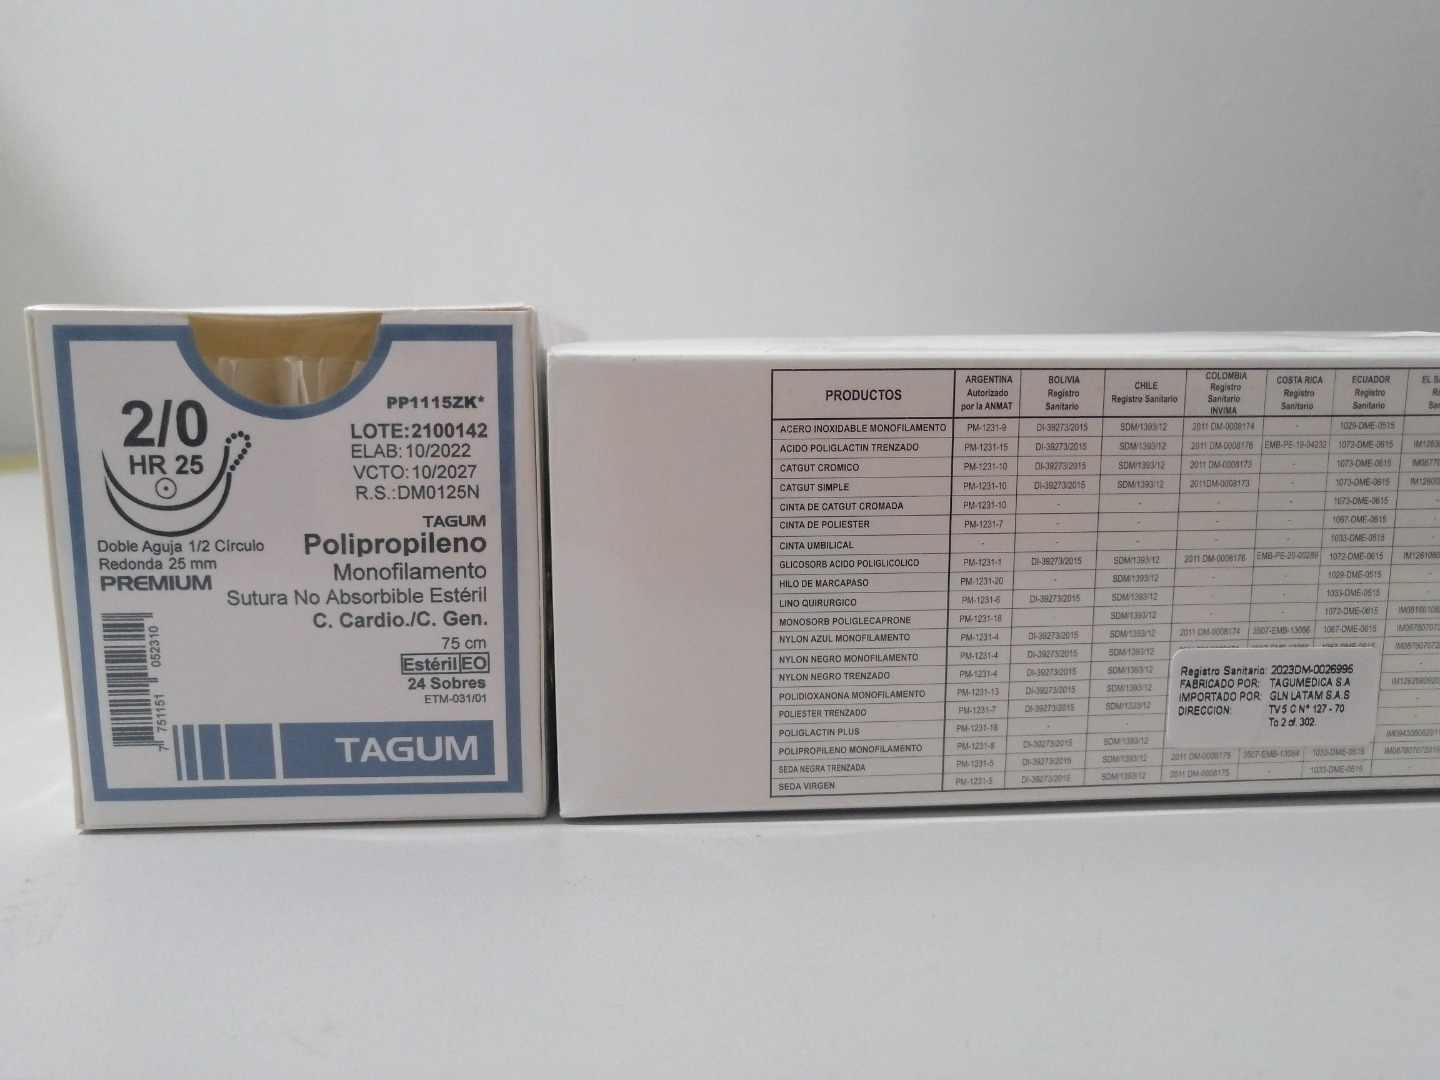 2/0
HR 25
PP1115ZK*
LOTE:2100142
ELAB:10/2022
VCTO:10/2027
R.S.:DM0125N
TAGUM
Polipropileno
Monofilamento
Sutura No Absorbible Estéril
C. Cardio./C. Gen.
75 cm
Estéril EO
24 Sobres
ETM-031/01
Doble Aguja 1/2 Círculo
Redonda 25 mm
PREMIUM
7 751151 052310
TAGUM
PRODUCTOS ARGENTINA Autorizado por la ANMAT BOLIVIA Registro Sanitario CHILE Registro Sanitario COLOMBIA Registro Sanitario INVIMA COSTA RICA Registro Sanitario ECUADOR Registro Sanitario
ACERO INOXIDABLE MONOFILAMENTO PM-1231-9 DI-39273/2015 SDM/1393/12 2011 DM-0008174 - 1029-DME-0515
ACIDO POLIGLACTIN TRENZADO PM-1231-15 DI-39273/2015 SDM/1393/12 2011 DM-0008176 EMB-PE-19-04232 1072-DME-0615
CATGUT CROMICO PM-1231-10 DI-39273/2015 SDM/1393/12 2011 DM-0008173 - 1073-DME-0615
CATGUT SIMPLE PM-1231-10 DI-39273/2015 SDM/1393/12 2011DM-0008173 - 1073-DME-0615
CINTA DE CATGUT CROMADA PM-1231-10 - - - - 1073-DME-0615
CINTA DE POLIESTER PM-1231-7 - - - - 1067-DME-0615
CINTA UMBILICAL - - - - - 1033-DME-0515
GLICOSORB ACIDO POLIGLICOLICO PM-1231-1 DI-39273/2015 SDM/1393/12 2011 DM-0008176 EMB-PE-20-00289 1072-DME-0615
HILO DE MARCAPASO PM-1231-20 - SDM/1393/12 - - 1029-DME-0515
LINO QUIRURGICO PM-1231-6 DI-39273/2015 SDM/1393/12 - - 1033-DME-0515
MONOSORB POLIGLECAPRONE PM-1231-18 - SDM/1393/12 - - 1072-DME-0615
NYLON AZUL MONOFILAMENTO PM-1231-4 DI-39273/2015 SDM/1393/12 2011 DM-0008174 3507-EMB-13086 1067-DME-0615
NYLON NEGRO MONOFILAMENTO PM-1231-4 DI-39273/2015 SDM/1393/12
NYLON NEGRO TRENZADO PM-1231-4 DI-39273/2015 SDM/1393/12
POLIDIOXANONA MONOFILAMENTO PM-1231-13 DI-39273/2015 SDM/1393/12
POLIESTER TRENZADO PM-1231-7 DI-39273/2015
POLIGLACTIN PLUS PM-1231-16 - -
POLIPROPILENO MONOFILAMENTO PM-1231-8 DI-39273/2015 SDM/1393/12 2011 DM-0008175 3507-EMB-13084 1033-DME-0515
SEDA NEGRA TRENZADA PM-1231-5 DI-39273/2015 SDM/1393/12 2011 DM-0008175 - 1033-DME-0515
SEDA VIRGEN PM-1231-5 DI-39273/2015 SDM/1393/12
Registro Sanitario: 2023DM-0026995
FABRICADO POR: TAGUMEDICA S.A
IMPORTADO POR: GLN LATAM S.A.S
DIRECCION: TV 5 C N° 127 - 70
To 2 of. 302.